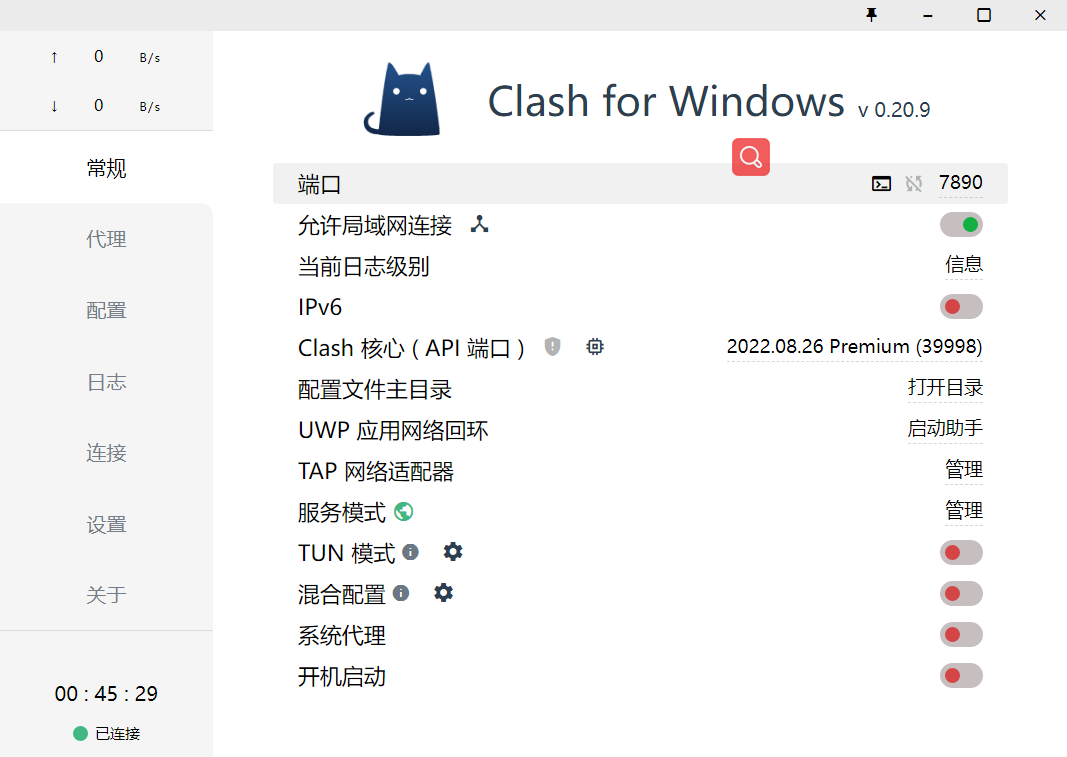 ↑ 0 B/s
↓ 0 B/s
常规
代理
配置
日志
连接
设置
关于
00 : 45 : 29
已连接
Clash for Windows v 0.20.9
端口 7890
允许局域网连接
当前日志级别 信息
IPv6
Clash 核心 ( API 端口 ) 2022.08.26 Premium (39998)
配置文件主目录 打开目录
UWP 应用网络回环 启动助手
TAP 网络适配器 管理
服务模式 管理
TUN 模式
混合配置
系统代理
开机启动